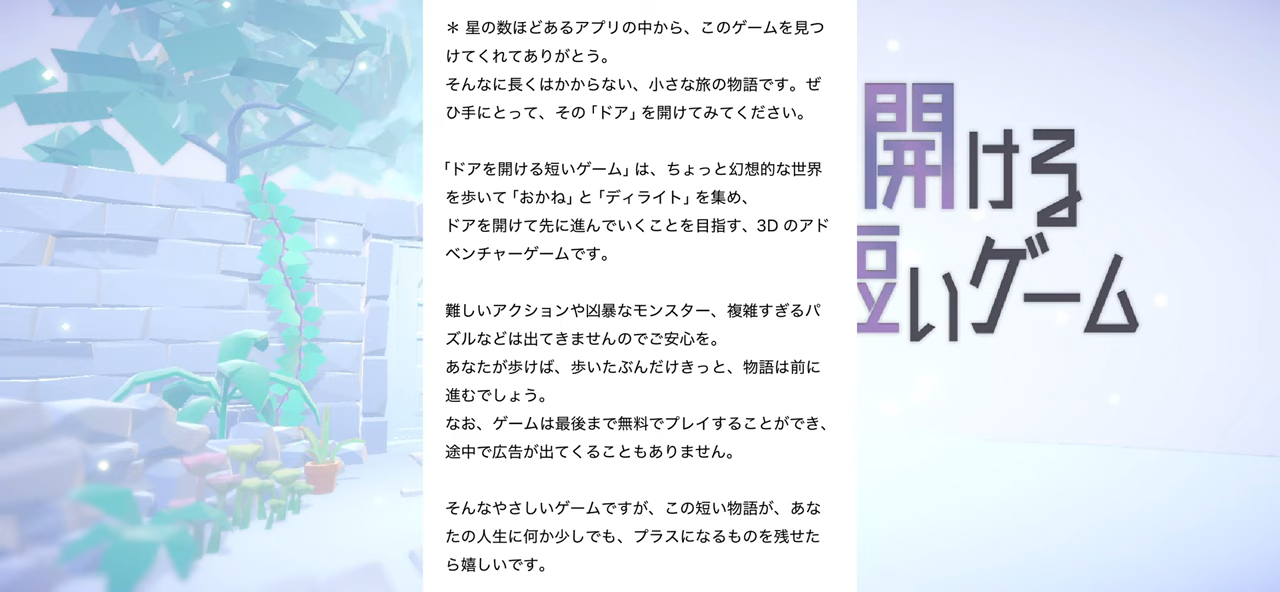 ＊ 星の数ほどあるアプリの中から、このゲームを見つ
けてくれてありがとう。
そんなに長くはかからない、小さな旅の物語です。ぜ
ひ手にとって、その「ドア」を開けてみてください。
「ドアを開ける短いゲーム」は、ちょっと幻想的な世界
を歩いて「おかね」と「ディライト」を集め、
ドアを開けて先に進んでいくことを目指す、3D のアド
ベンチャーゲームです。
難しいアクションや凶暴なモンスター、複雑すぎるパ
ズルなどは出てきませんのでご安心を。
あなたが歩けば、歩いたぶんだけきっと、物語は前に
進むでしょう。
なお、ゲームは最後まで無料でプレイすることができ、
途中で広告が出てくることもありません。
そんなやさしいゲームですが、この短い物語が、あな
たの人生に何か少しでも、プラスになるものを残せた
ら嬉しいです。
開ける
短いゲーム